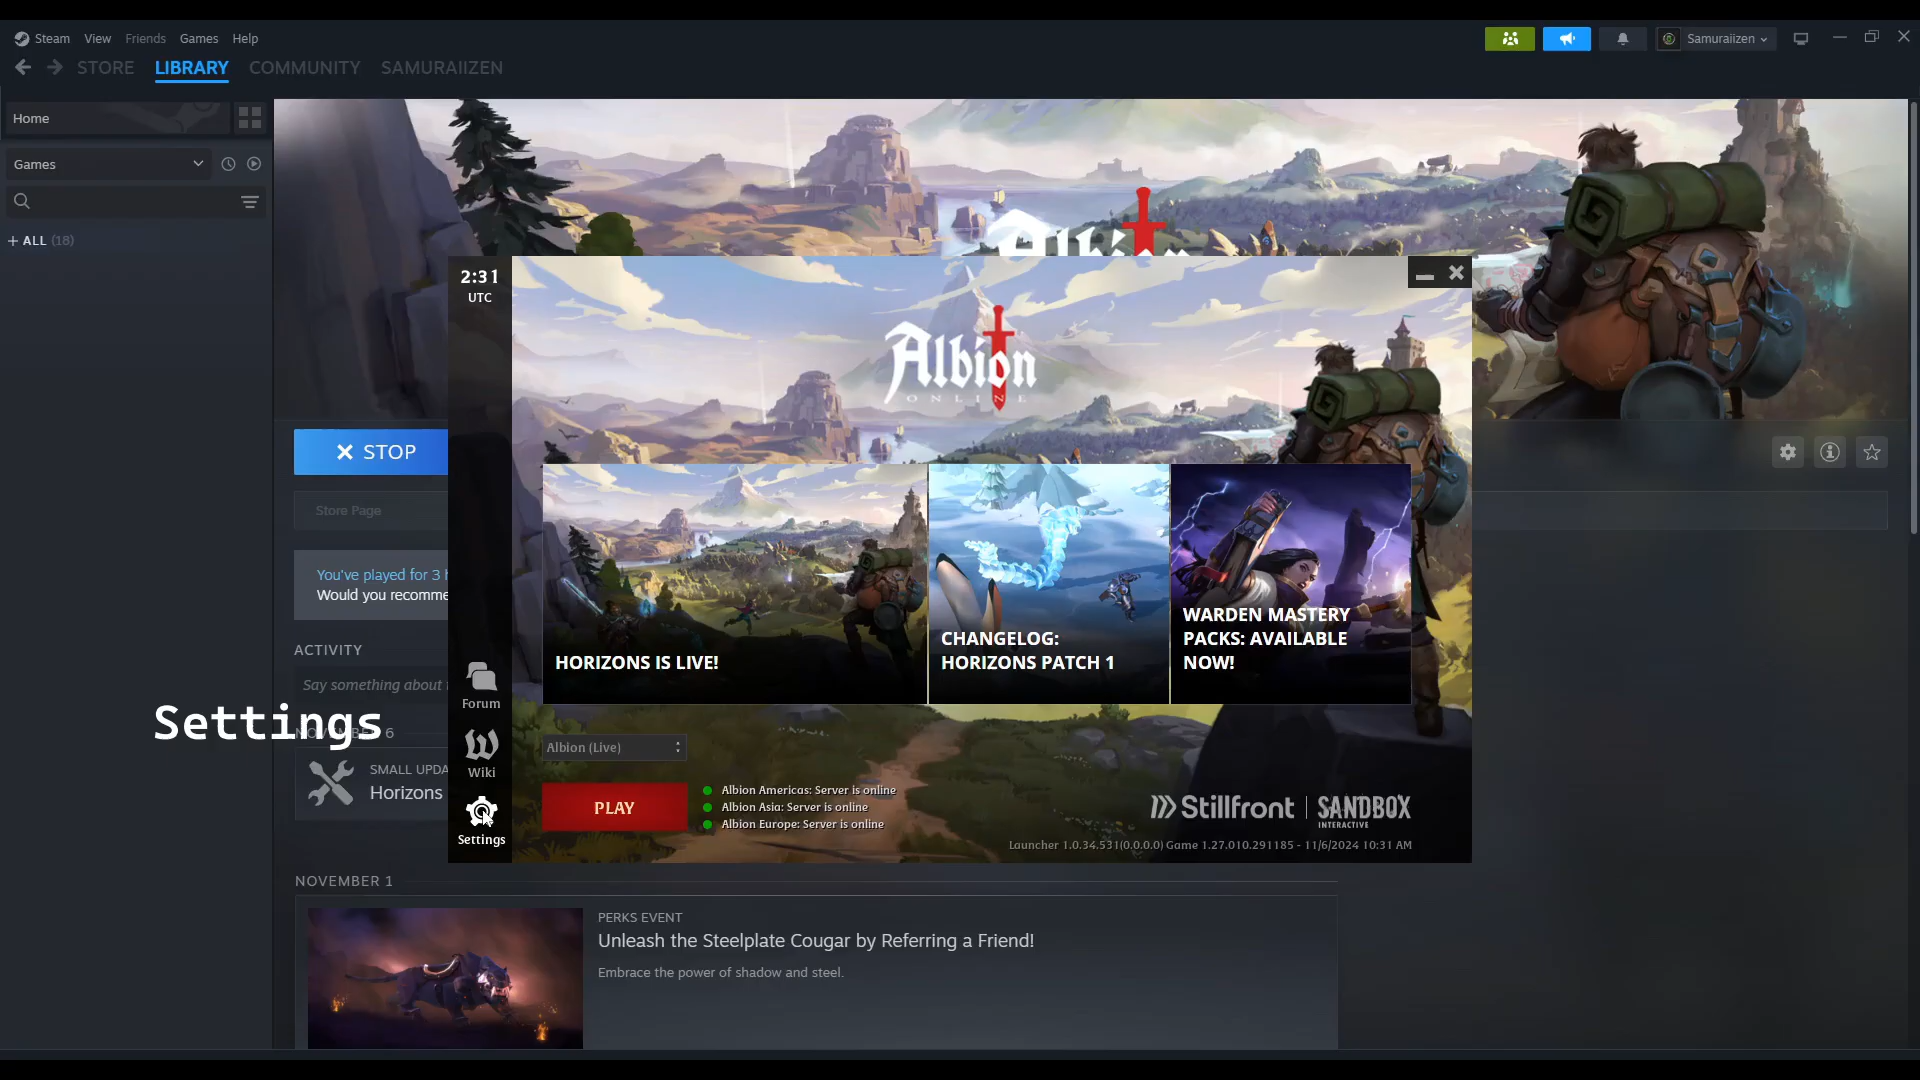 Steam View Friends Games Help
Samuraiizen
STORE LIBRARY COMMUNITY SAMURAIIZEN
Home
Games
+ ALL (18)
Albion
2:31
UTC
Albion
ONLINE
STOP
Store Page
You've played for 3 h
Would you recomme
HORIZONS IS LIVE!
CHANGELOG:
HORIZONS PATCH 1
WARDEN MASTERY
PACKS: AVAILABLE
NOW!
ACTIVITY
Say something about
Forum
Settings
NOVEMBER 6
SMALL UPDA
Horizons
Wiki
Settings
Albion (Live)
PLAY
Albion Americas: Server is online
Albion Asia: Server is online
Albion Europe: Server is online
Stillfront
SANDBOX
INTERACTIVE
Launcher 1.0.34.531(0.0.0.0) Game 1.27.010.291185 - 11/6/2024 10:31 AM
NOVEMBER 1
PERKS EVENT
Unleash the Steelplate Cougar by Referring a Friend!
Embrace the power of shadow and steel.